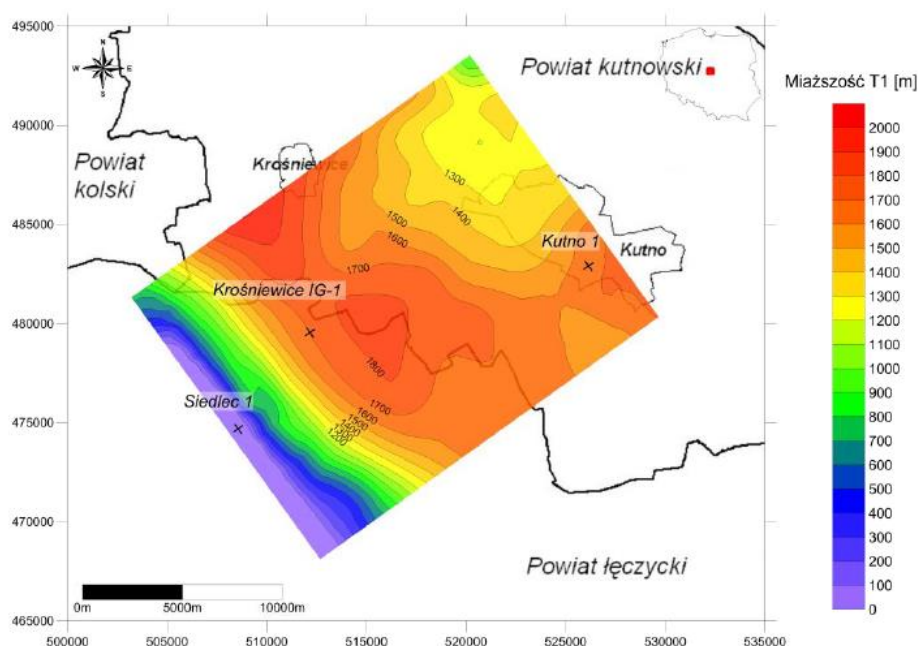 495000
490000
485000
480000
475000
470000
465000
500000
505000
510000
515000
520000
525000
530000
535000
N
W
E
S
Powiat kutnowski
Powiat
kolski
Krośniewice
Kutno 1
Kutno
Krośniewice IG-1
Siedlec 1
Powiat łęczycki
1300
1400
1500
1600
1700
1800
1700
1600
1500
1400
1300
1200
0m
5000m
10000m
Miąższość T1 [m]
2000
1900
1800
1700
1600
1500
1400
1300
1200
1100
1000
900
800
700
600
500
400
300
200
100
0